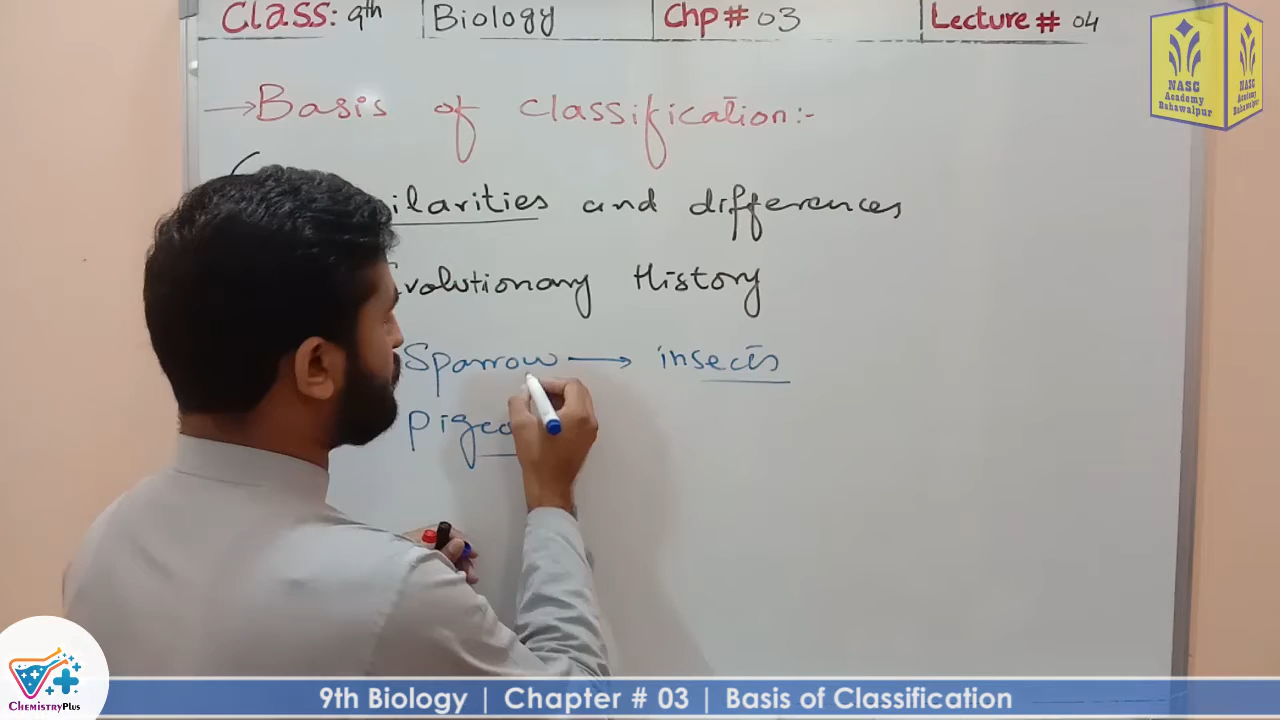 Class: 9th Biology Chp # 03 Lecture # 04
→ Basis of classification:-
ilarities and differences
Evolutionary History
Sparrow → insects
Pigeo
NASC
Academy
Bahawalpur
NASC
Academy
Bahawalpur
ChemistryPlus
9th Biology | Chapter # 03 | Basis of Classification